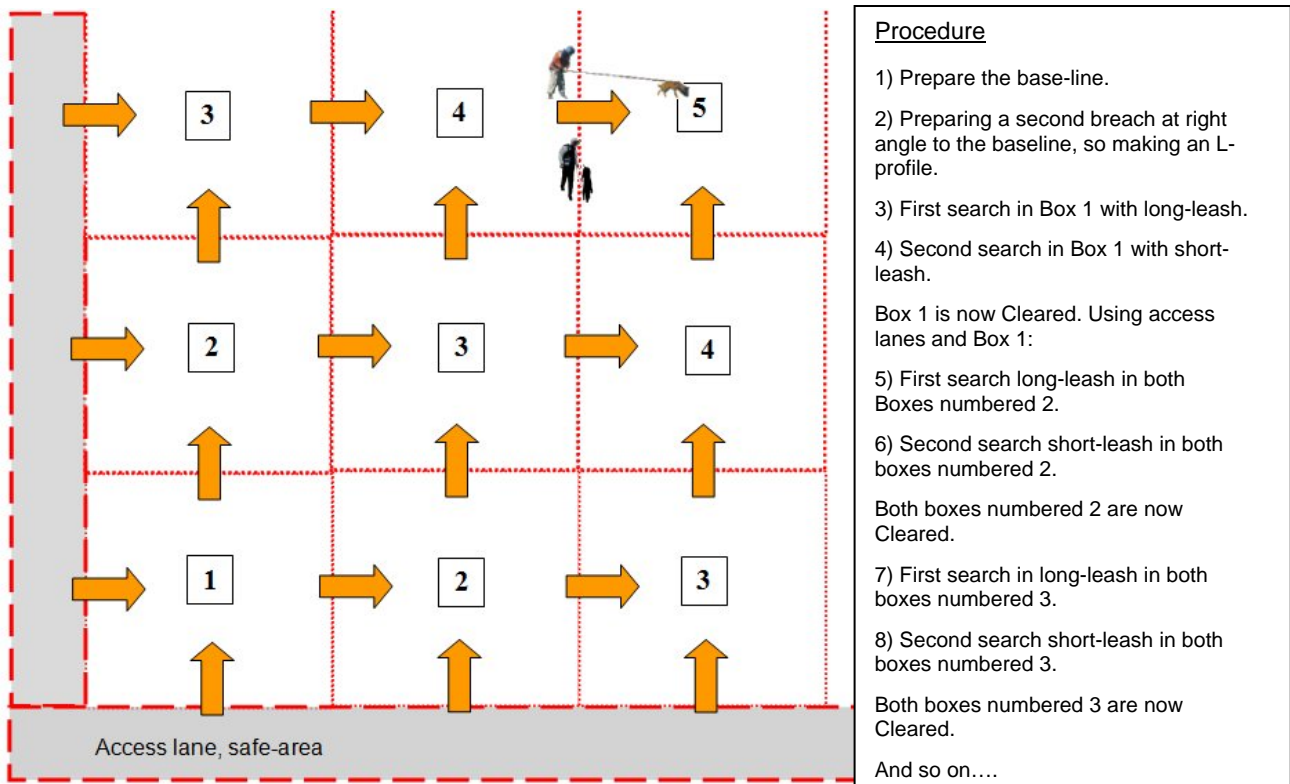 3
4
5
2
3
4
1
2
3
Access lane, safe-area
Procedure
1) Prepare the base-line.
2) Preparing a second breach at right
angle to the baseline, so making an L-
profile.
3) First search in Box 1 with long-leash.
4) Second search in Box 1 with short-
leash.
Box 1 is now Cleared. Using access
lanes and Box 1:
5) First search long-leash in both
Boxes numbered 2.
6) Second search short-leash in both
boxes numbered 2.
Both boxes numbered 2 are now
Cleared.
7) First search in long-leash in both
boxes numbered 3.
8) Second search short-leash in both
boxes numbered 3.
Both boxes numbered 3 are now
Cleared.
And so on….